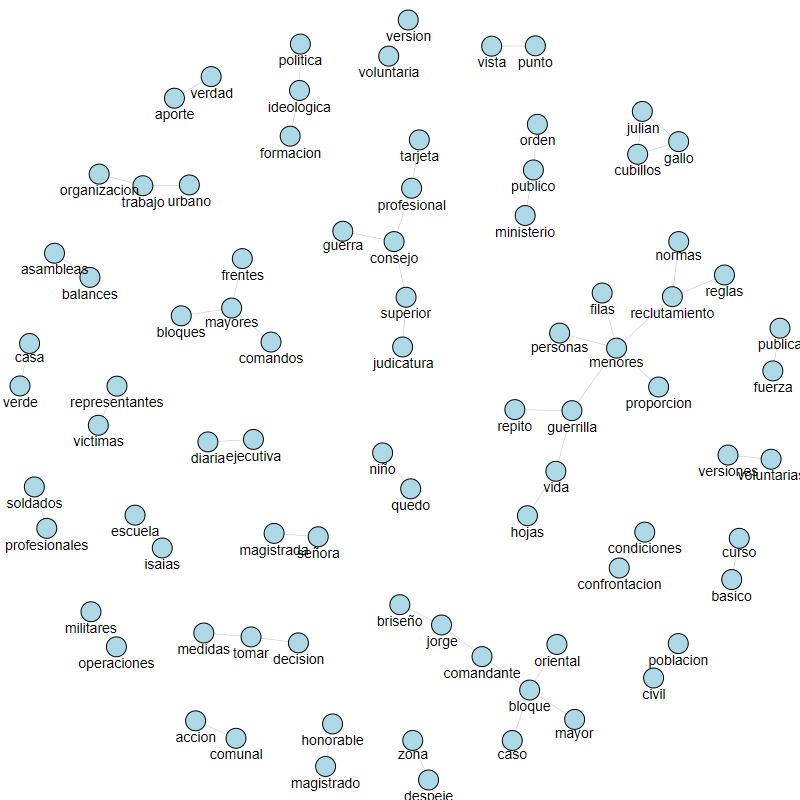 version
politica
voluntaria
vista punto
verdad
ideologica
aporte
julian
orden
formacion
tarjeta
gallo
cubillos
publico
organizacion
trabajo urbano
profesional
ministerio
guerra
normas
consejo
asambleas
frentes
reglas
balances
filas
superior
reclutamiento
mayores
bloques
publica
personas
casa
comandos
menores
judicatura
fuerza
verde
representantes
proporcion
repito
guerrilla
victimas
diaria ejecutiva
niño
versiones
voluntarias
vida
soldados
quedo
escuela
hojas
profesionales
magistrada
señora
condiciones
curso
isaias
confrontacion
basico
briseño
militares
jorge
medidas
tomar
decision
oriental
poblacion
operaciones
comandante
civil
bloque
accion
honorable
mayor
comunal
zona
caso
magistrado
despeje